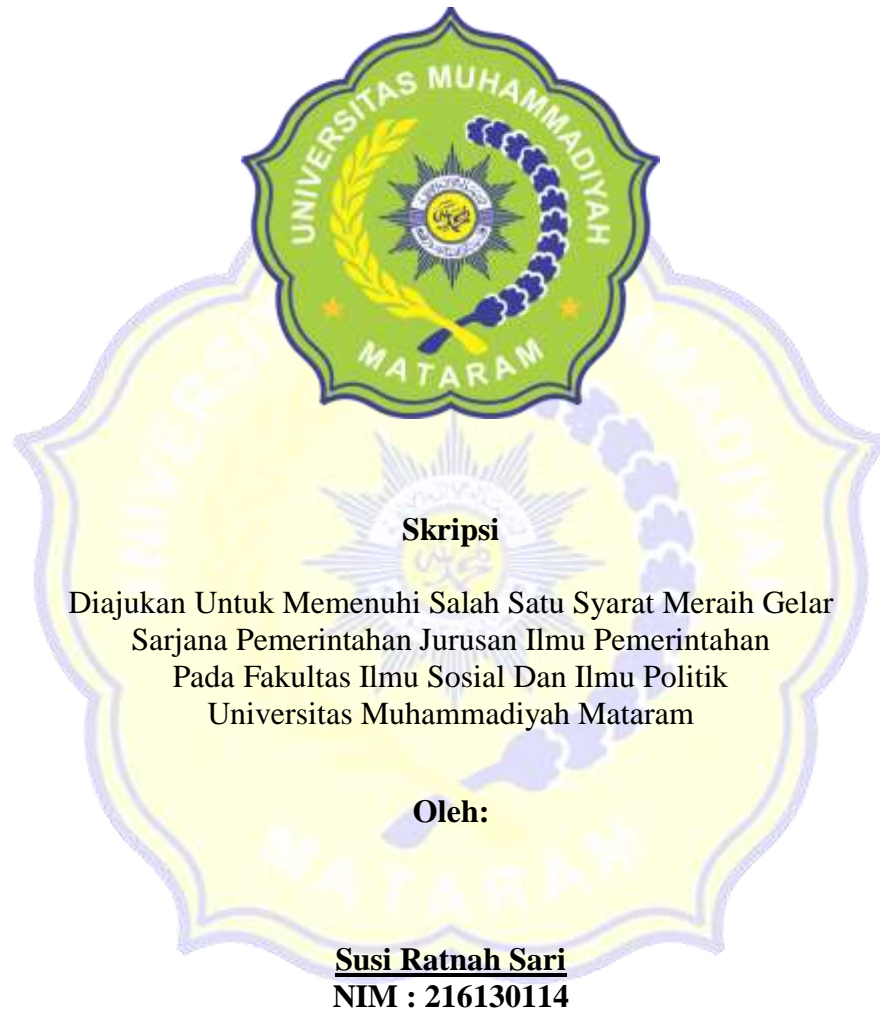 UNIVERSITAS MUHAMMADIYAH
MATARAM
Skripsi
Diajukan Untuk Memenuhi Salah Satu Syarat Meraih Gelar
Sarjana Pemerintahan Jurusan Ilmu Pemerintahan
Pada Fakultas Ilmu Sosial Dan Ilmu Politik
Universitas Muhammadiyah Mataram
Oleh:
Susi Ratnah Sari
NIM : 216130114